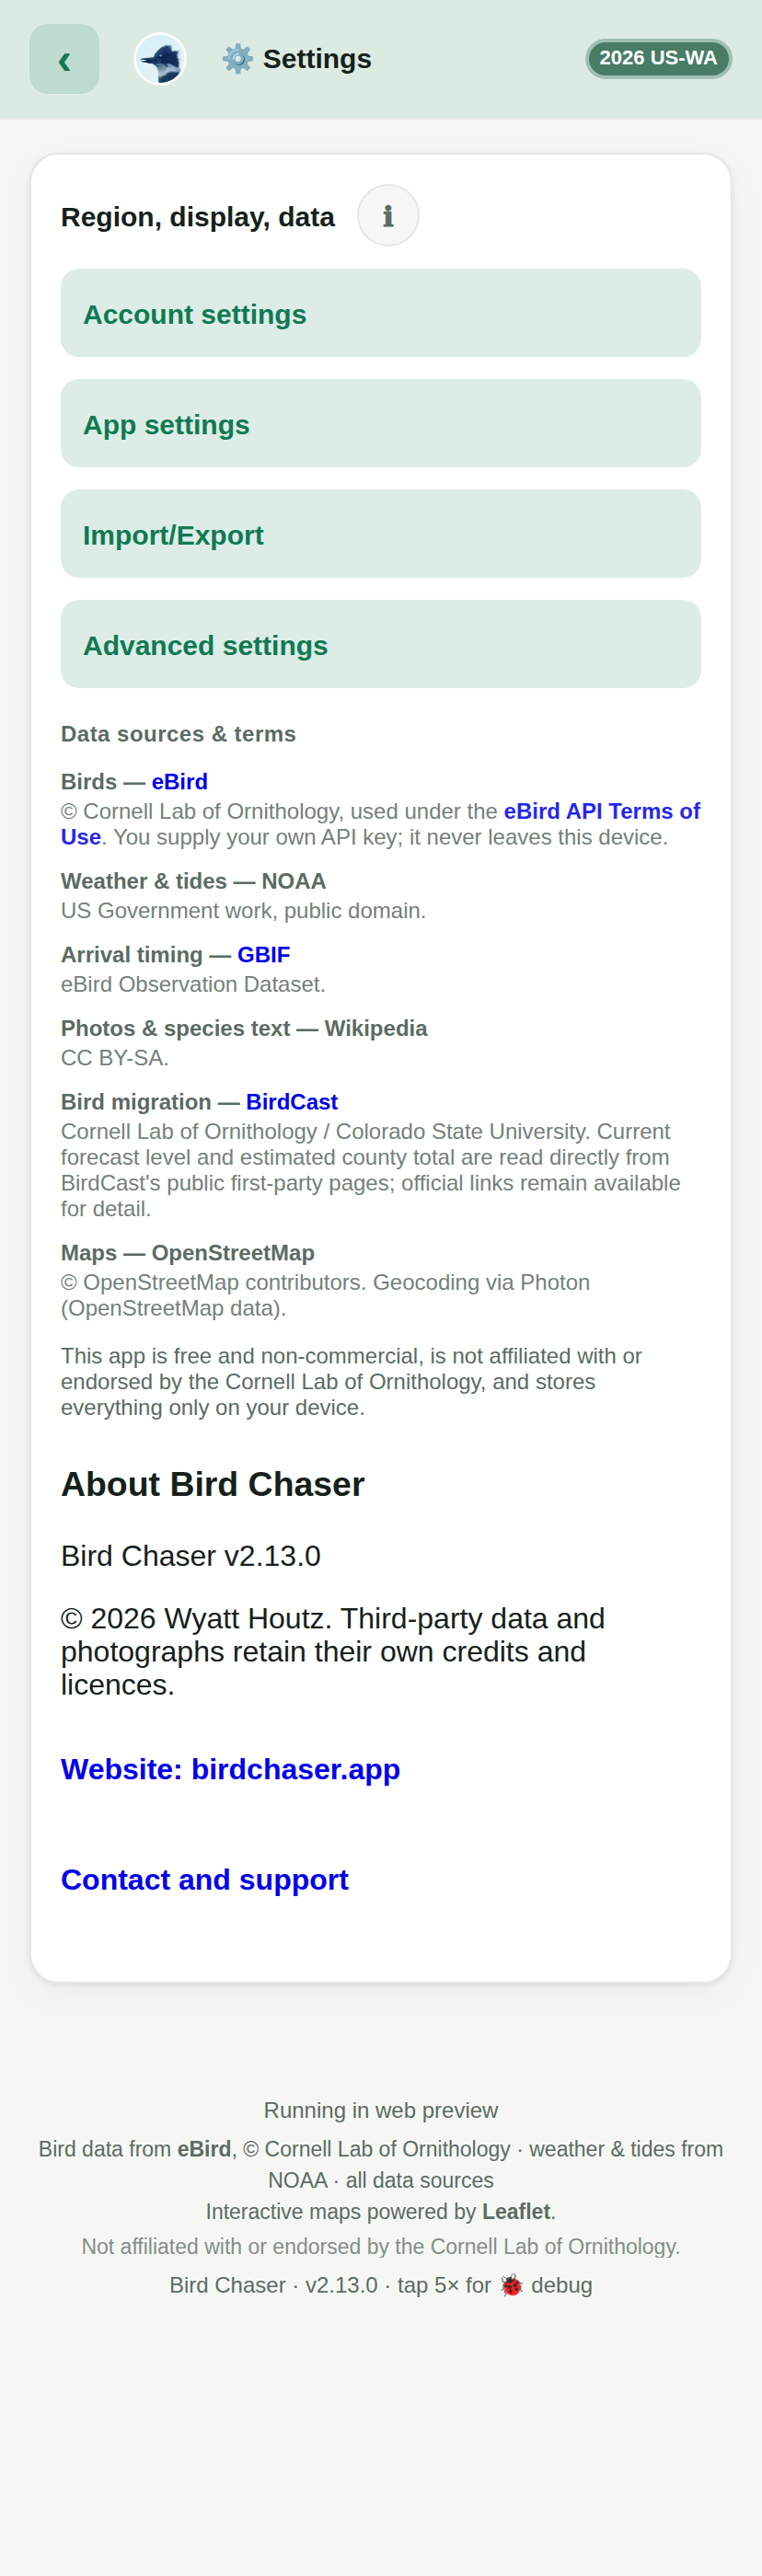 ‹
⚙️ Settings
2026 US-WA
Region, display, data
ℹ
Account settings
App settings
Import/Export
Advanced settings
Data sources & terms
Birds — eBird
© Cornell Lab of Ornithology, used under the eBird API Terms of
Use. You supply your own API key; it never leaves this device.
Weather & tides — NOAA
US Government work, public domain.
Arrival timing — GBIF
eBird Observation Dataset.
Photos & species text — Wikipedia
CC BY-SA.
Bird migration — BirdCast
Cornell Lab of Ornithology / Colorado State University. Current
forecast level and estimated county total are read directly from
BirdCast's public first-party pages; official links remain available
for detail.
Maps — OpenStreetMap
© OpenStreetMap contributors. Geocoding via Photon
(OpenStreetMap data).
This app is free and non-commercial, is not affiliated with or
endorsed by the Cornell Lab of Ornithology, and stores
everything only on your device.
About Bird Chaser
Bird Chaser v2.13.0
© 2026 Wyatt Houtz. Third-party data and
photographs retain their own credits and
licences.
Website: birdchaser.app
Contact and support
Running in web preview
Bird data from eBird, © Cornell Lab of Ornithology · weather & tides from
NOAA · all data sources
Interactive maps powered by Leaflet.
Not affiliated with or endorsed by the Cornell Lab of Ornithology.
Bird Chaser · v2.13.0 · tap 5× for 🐞 debug